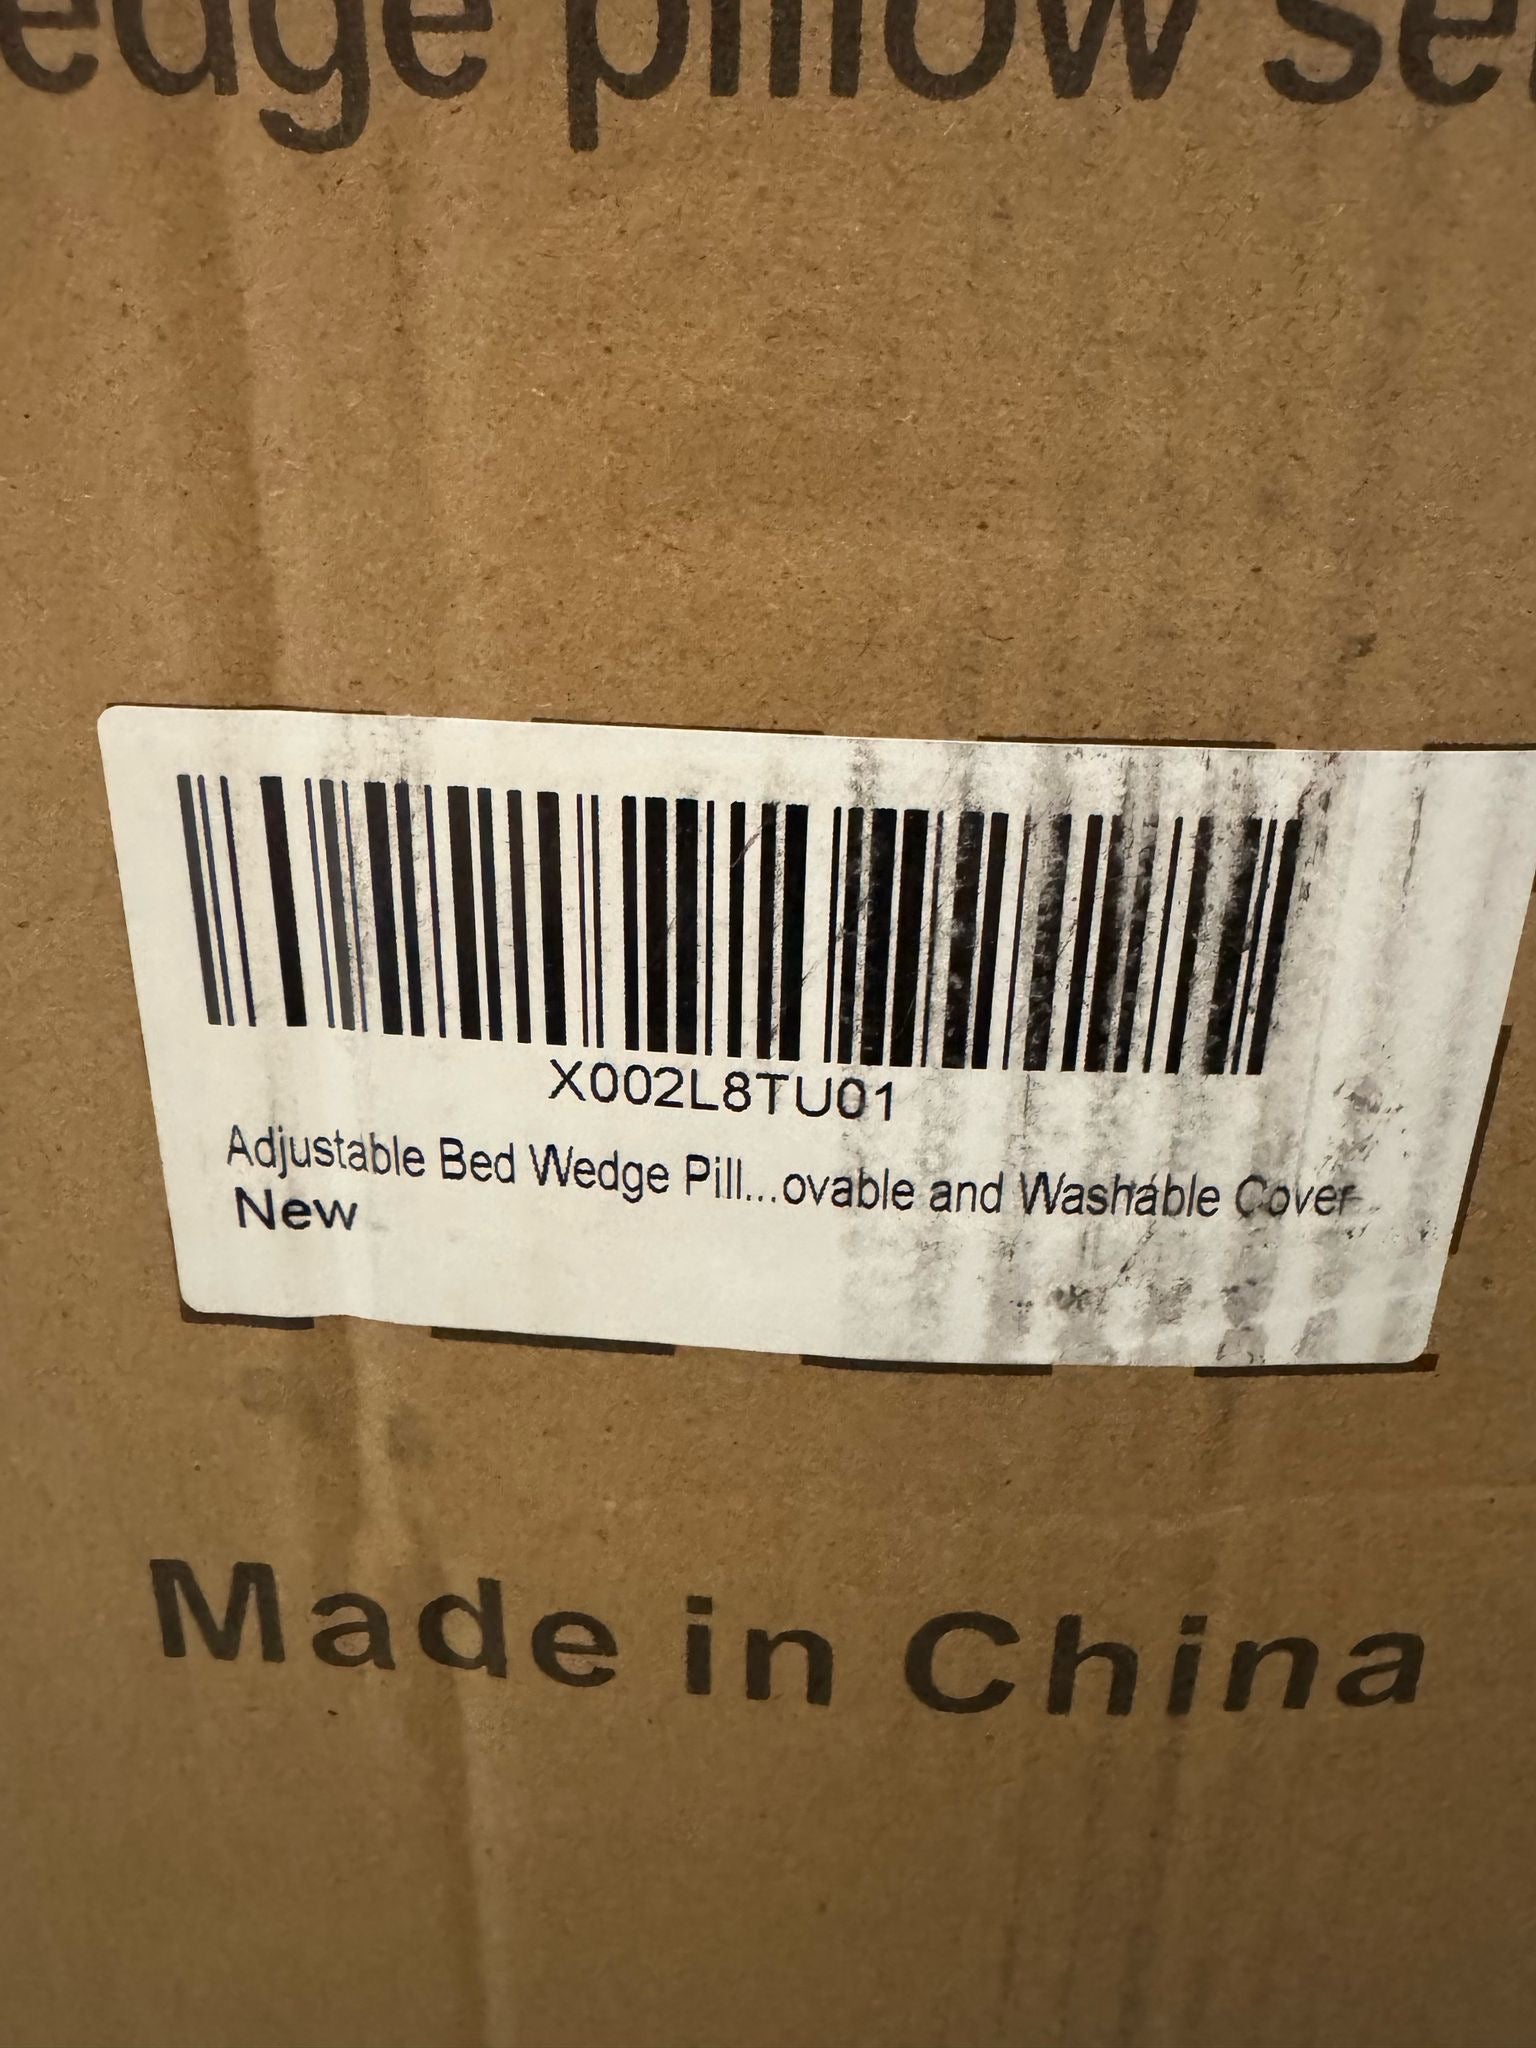 edge pillow se
X002L8TU01
Adjustable Bed Wedge Pill...ovable and Washable Cover
New
Made in China